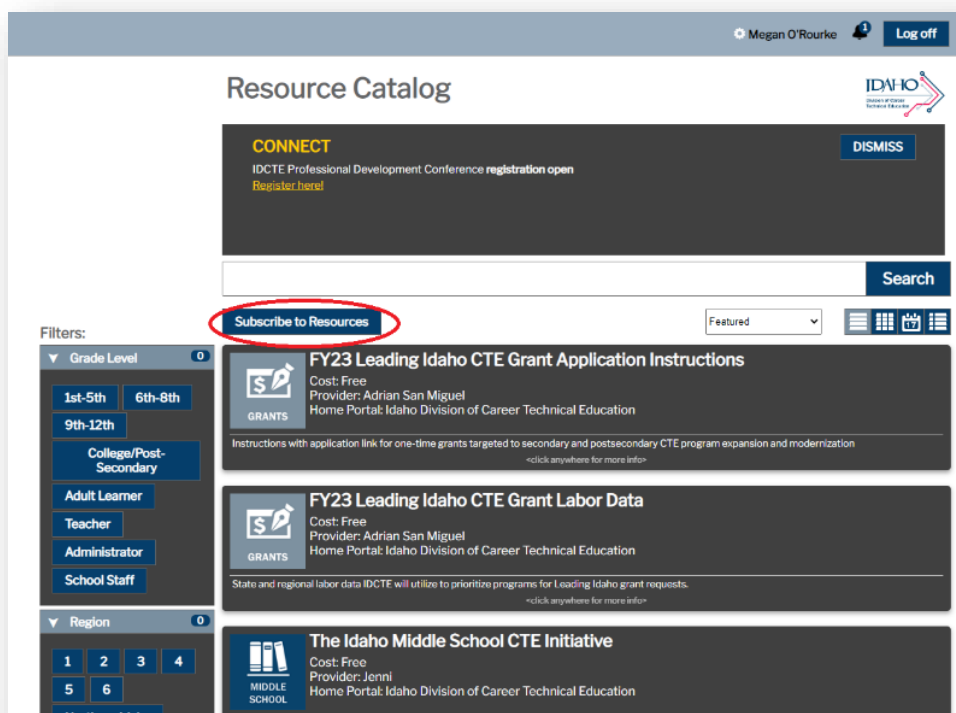 Megan O'Rourke 1 Log off
Resource Catalog
IDAHO
Division of Career
Technical Education
CONNECT
DISMISS
IDCTE Professional Development Conference registration open
Register here!
Search
Subscribe to Resources
Featured
17
Filters:
Grade Level 0
1st-5th 6th-8th
9th-12th
College/Post-
Secondary
Adult Learner
Teacher
Administrator
School Staff
Region 0
1 2 3 4
5 6
GRANTS
FY23 Leading Idaho CTE Grant Application Instructions
Cost: Free
Provider: Adrian San Miguel
Home Portal: Idaho Division of Career Technical Education
Instructions with application link for one-time grants targeted to secondary and postsecondary CTE program expansion and modernization
<click anywhere for more info>
GRANTS
FY23 Leading Idaho CTE Grant Labor Data
Cost: Free
Provider: Adrian San Miguel
Home Portal: Idaho Division of Career Technical Education
State and regional labor data IDCTE will utilize to prioritize programs for Leading Idaho grant requests.
<click anywhere for more info>
MIDDLE
SCHOOL
The Idaho Middle School CTE Initiative
Cost: Free
Provider: Jenni
Home Portal: Idaho Division of Career Technical Education